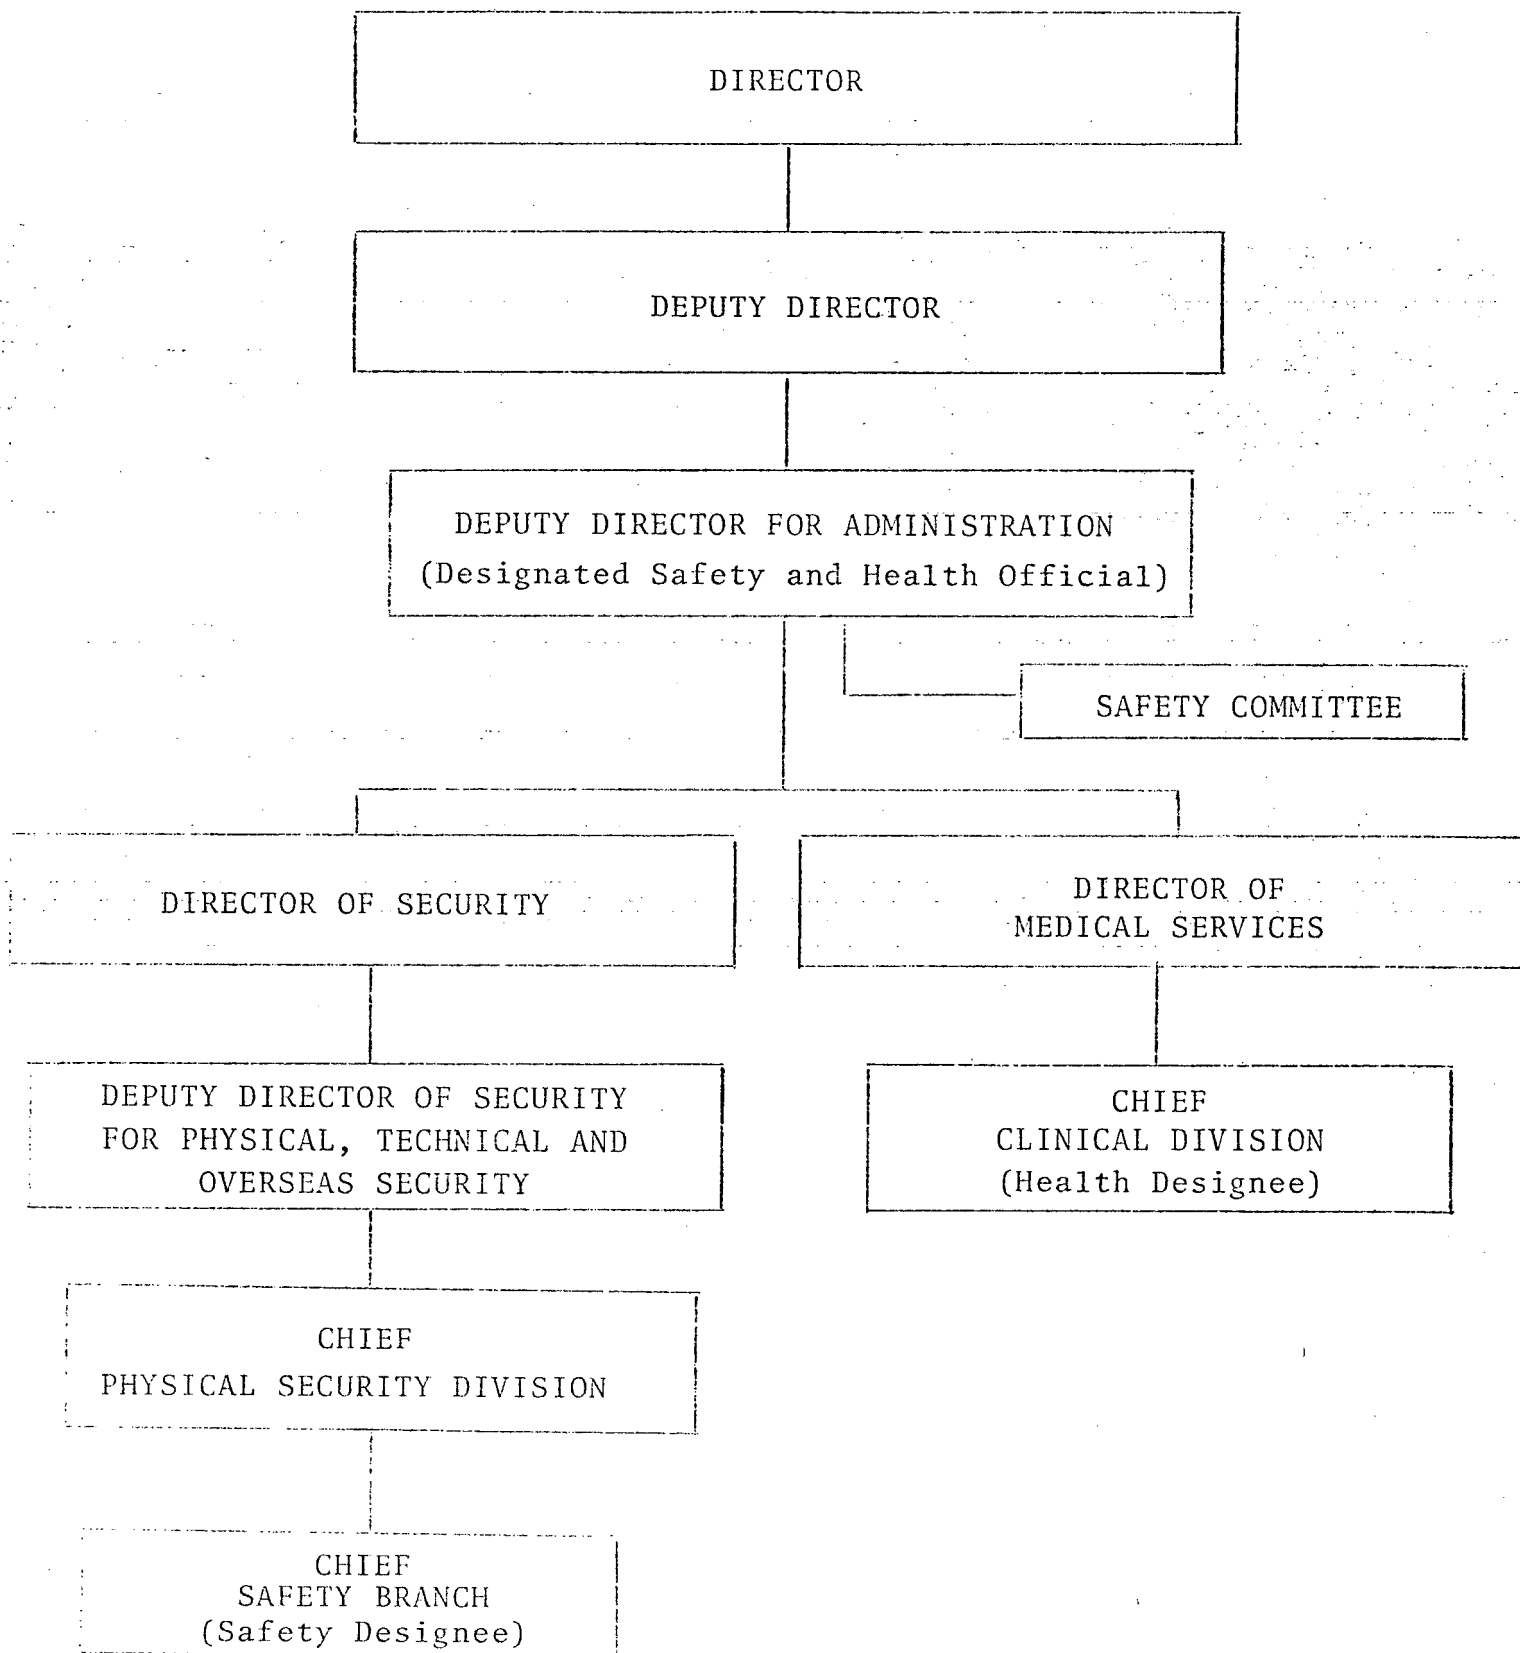 DIRECTOR
DEPUTY DIRECTOR
DEPUTY DIRECTOR FOR ADMINISTRATION
(Designated Safety and Health Official)
SAFETY COMMITTEE
DIRECTOR OF SECURITY
DIRECTOR OF
MEDICAL SERVICES
DEPUTY DIRECTOR OF SECURITY
FOR PHYSICAL, TECHNICAL AND
OVERSEAS SECURITY
CHIEF
CLINICAL DIVISION
(Health Designee)
CHIEF
PHYSICAL SECURITY DIVISION
CHIEF
SAFETY BRANCH
(Safety Designee)